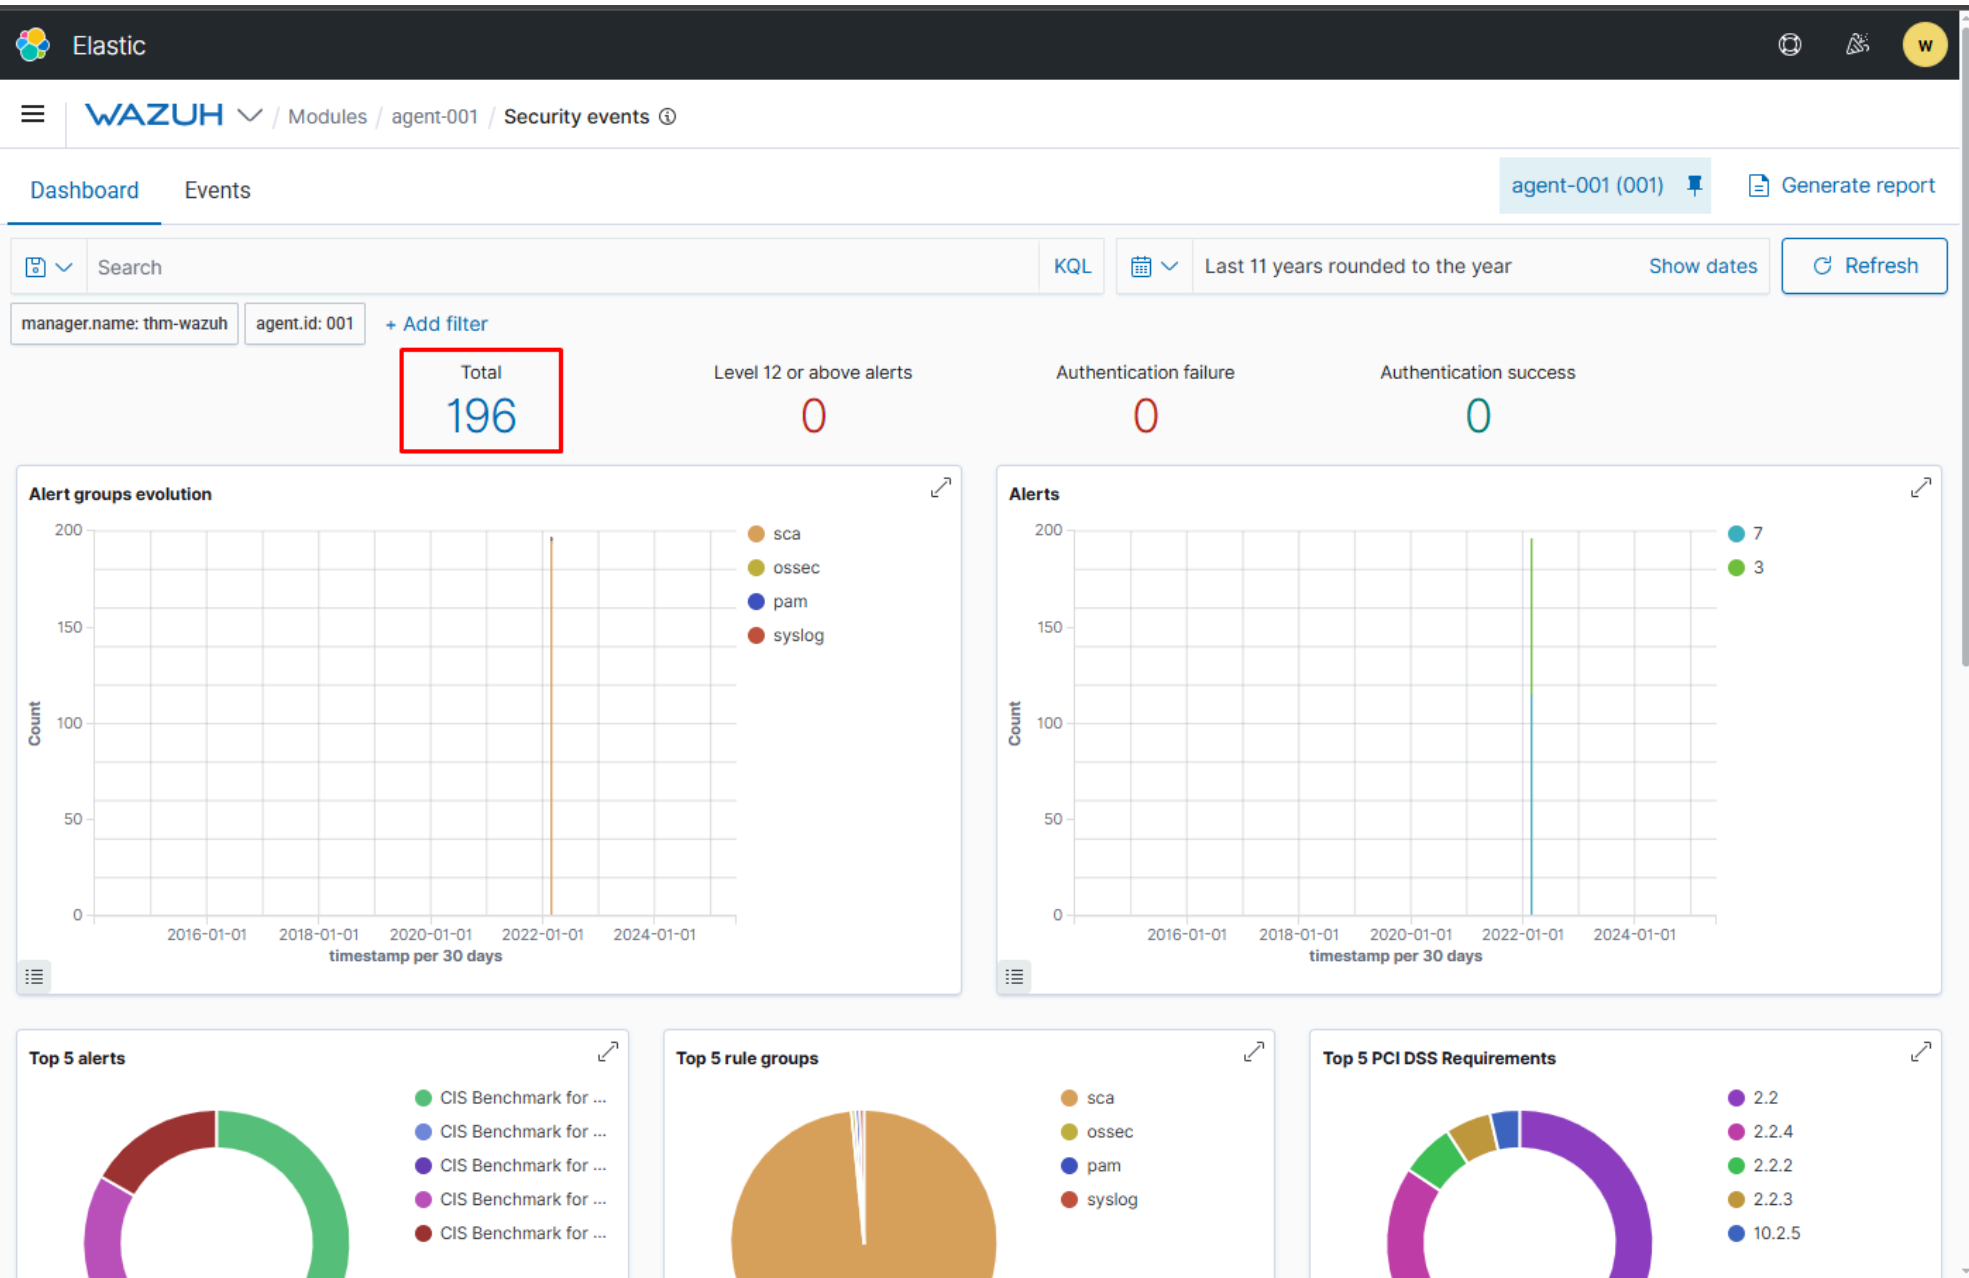 Elastic
W
WAZUH / Modules / agent-001 / Security events
Dashboard Events agent-001 (001) Generate report
Search KQL Last 11 years rounded to the year Show dates Refresh
manager.name: thm-wazuh agent.id: 001 + Add filter
Total Level 12 or above alerts Authentication failure Authentication success
196 0 0 0
Alert groups evolution
200
150
100
50
0
Count
2016-01-01 2018-01-01 2020-01-01 2022-01-01 2024-01-01
timestamp per 30 days
sca
ossec
pam
syslog
Alerts
200
150
100
50
0
Count
2016-01-01 2018-01-01 2020-01-01 2022-01-01 2024-01-01
timestamp per 30 days
7
3
Top 5 alerts
CIS Benchmark for ...
CIS Benchmark for ...
CIS Benchmark for ...
CIS Benchmark for ...
CIS Benchmark for ...
Top 5 rule groups
sca
ossec
pam
syslog
Top 5 PCI DSS Requirements
2.2
2.2.4
2.2.2
2.2.3
10.2.5